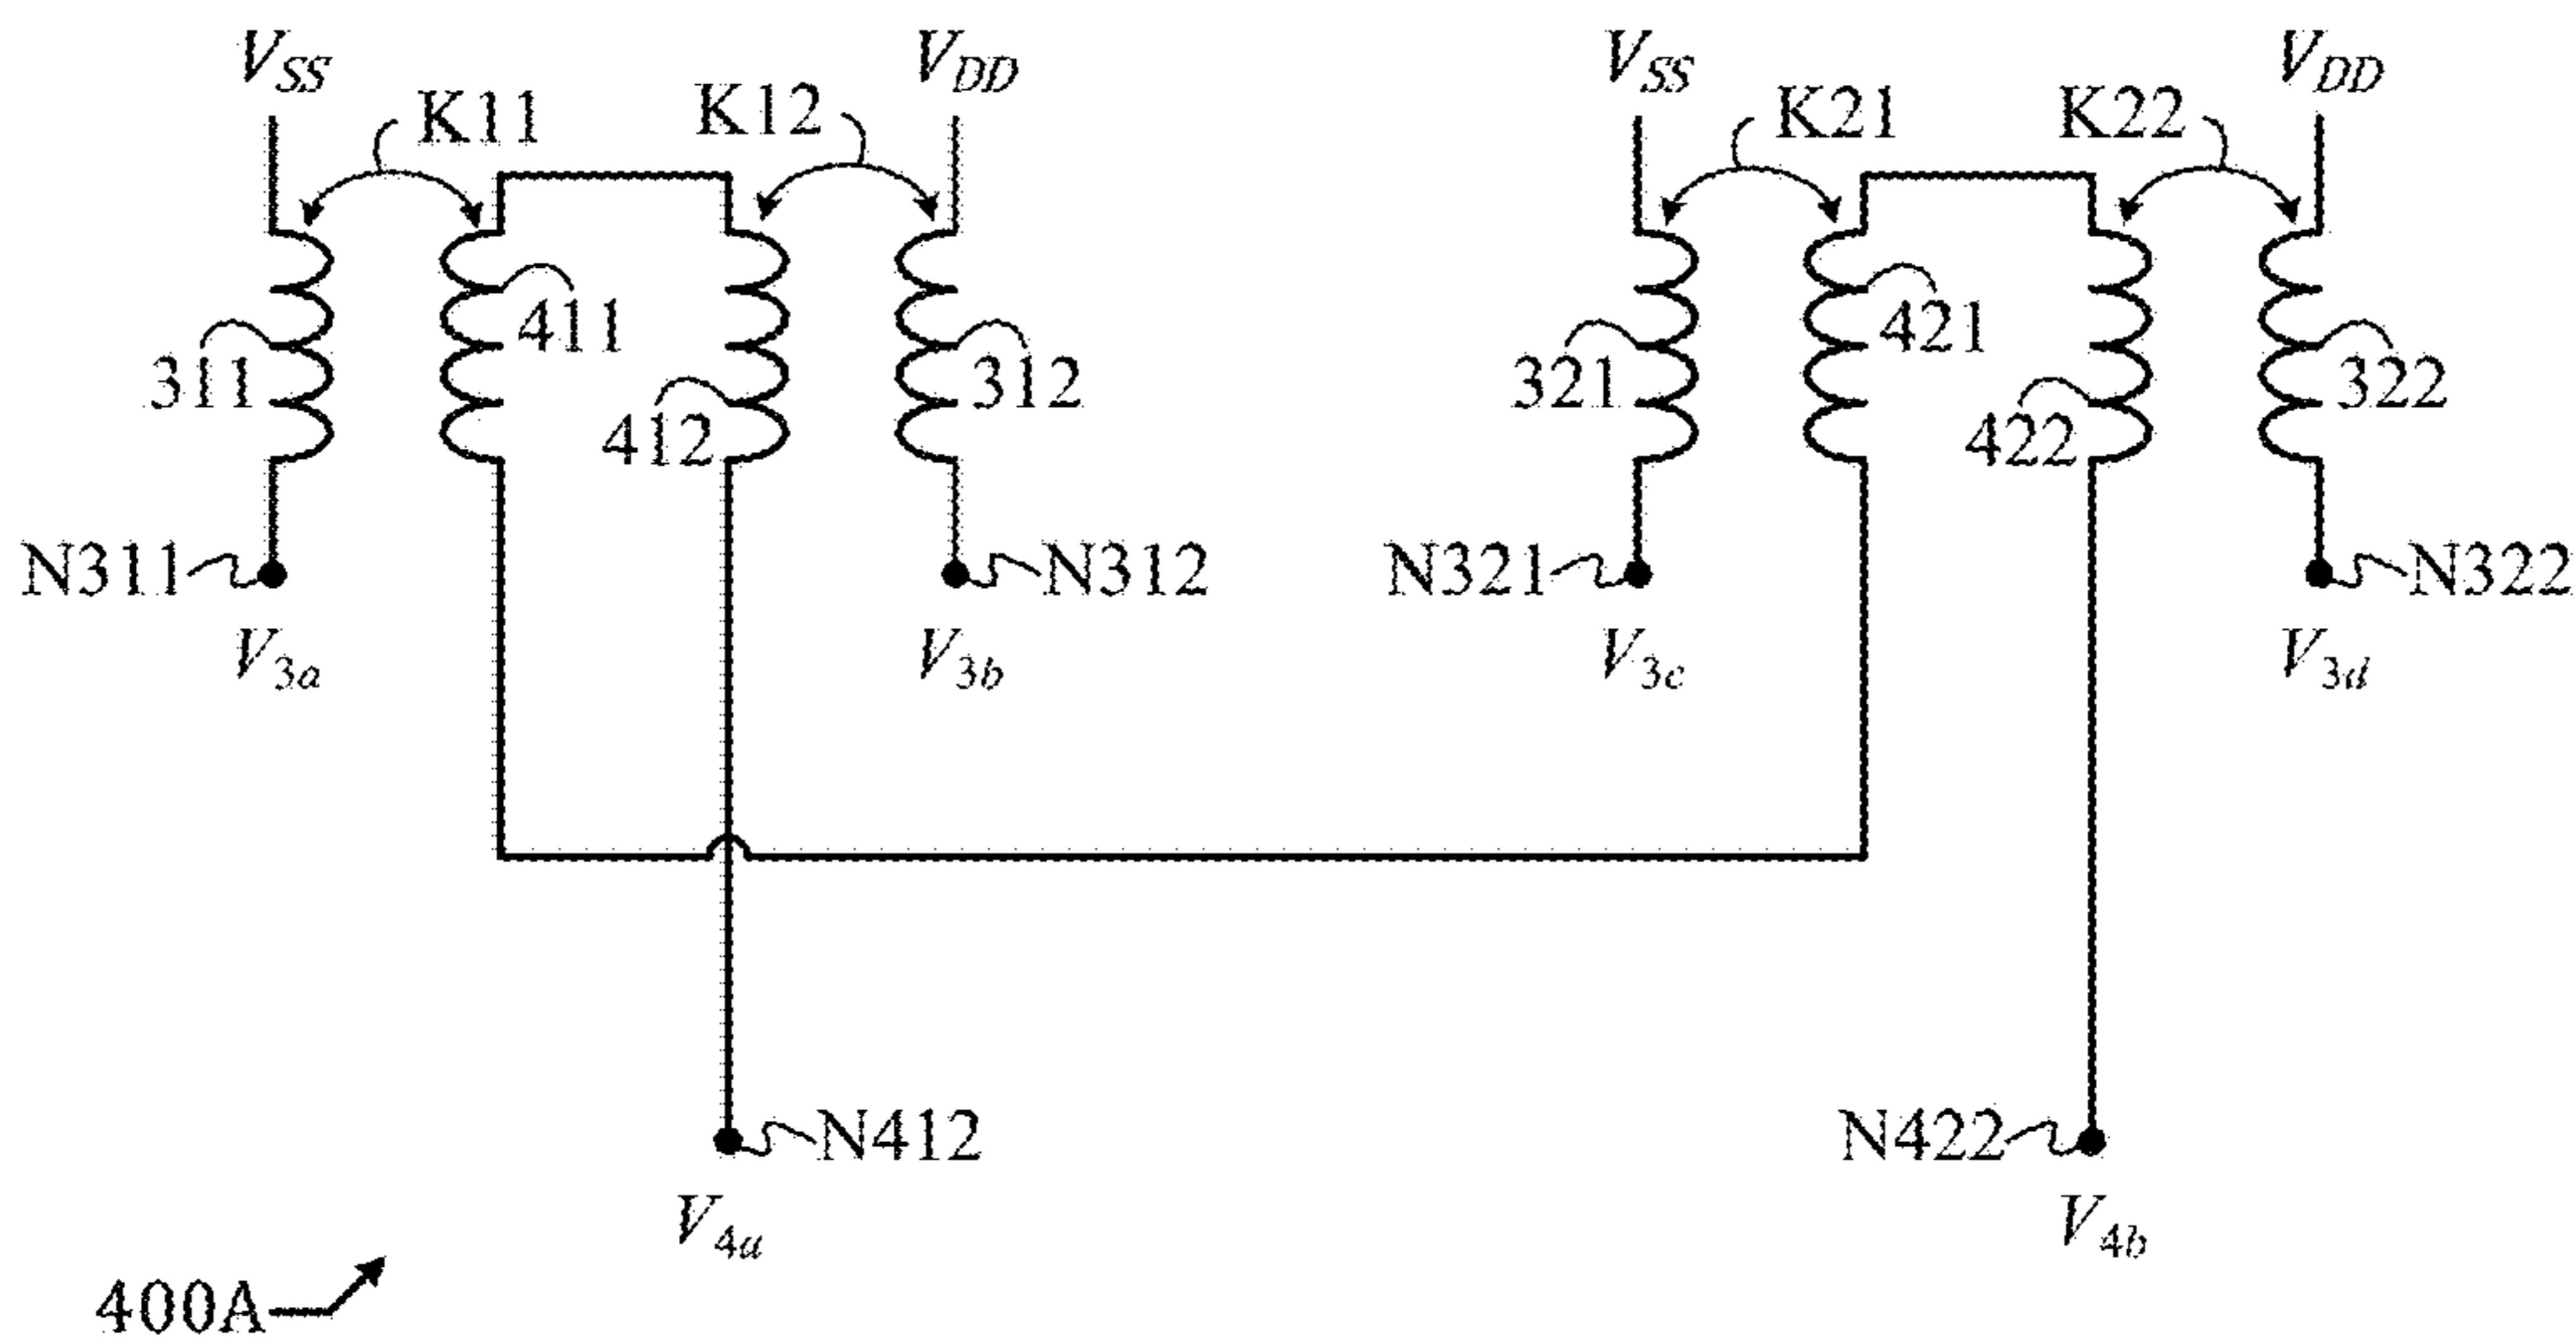 VSS VDD VSS VDD
K11 K12 K21 K22
411 421
311 312 321 322
412 422
N311 N312 N321 N322
V3a V3b V3c V3d
N412 N422
V4a V4b
400A